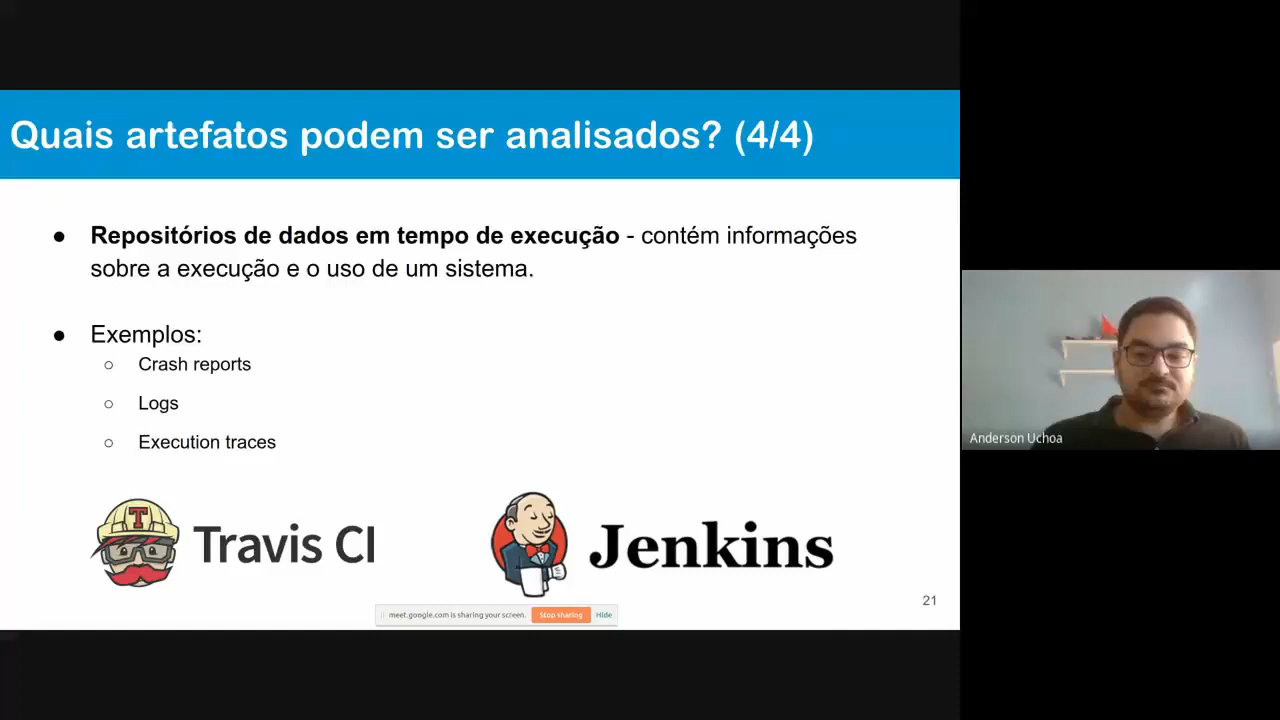 Quais artefatos podem ser analisados? (4/4)
● Repositórios de dados em tempo de execução - contém informações
sobre a execução e o uso de um sistema.
● Exemplos:
○ Crash reports
○ Logs
○ Execution traces
T
Travis CI
Jenkins
21
meet.google.com is sharing your screen. Stop sharing Hide
Anderson Uchoa